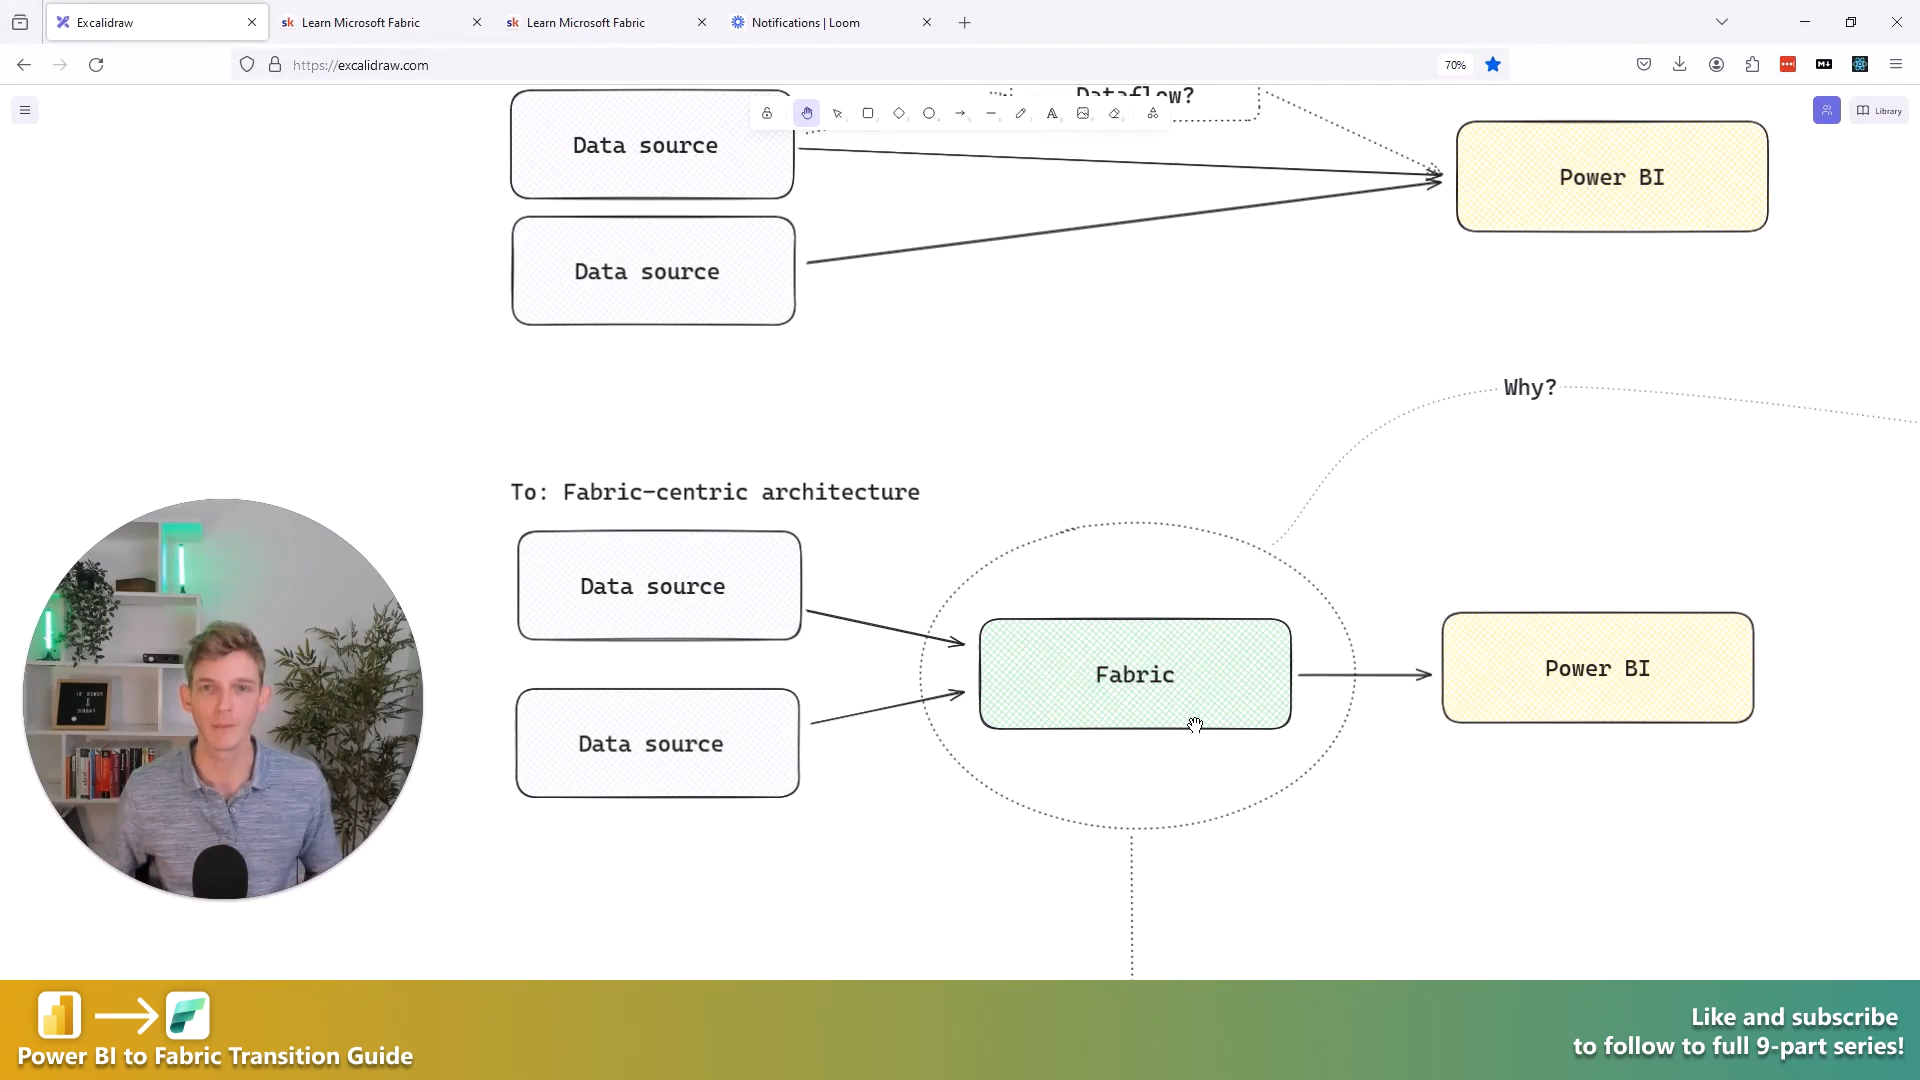 Excalidraw
Learn Microsoft Fabric
Learn Microsoft Fabric
Notifications | Loom
https://excalidraw.com
70%
Dataflow?
Library
Data source
Power BI
Data source
Why?
To: Fabric-centric architecture
Data source
Fabric
Power BI
Data source
Power BI to Fabric Transition Guide
Like and subscribe
to follow to full 9-part series!